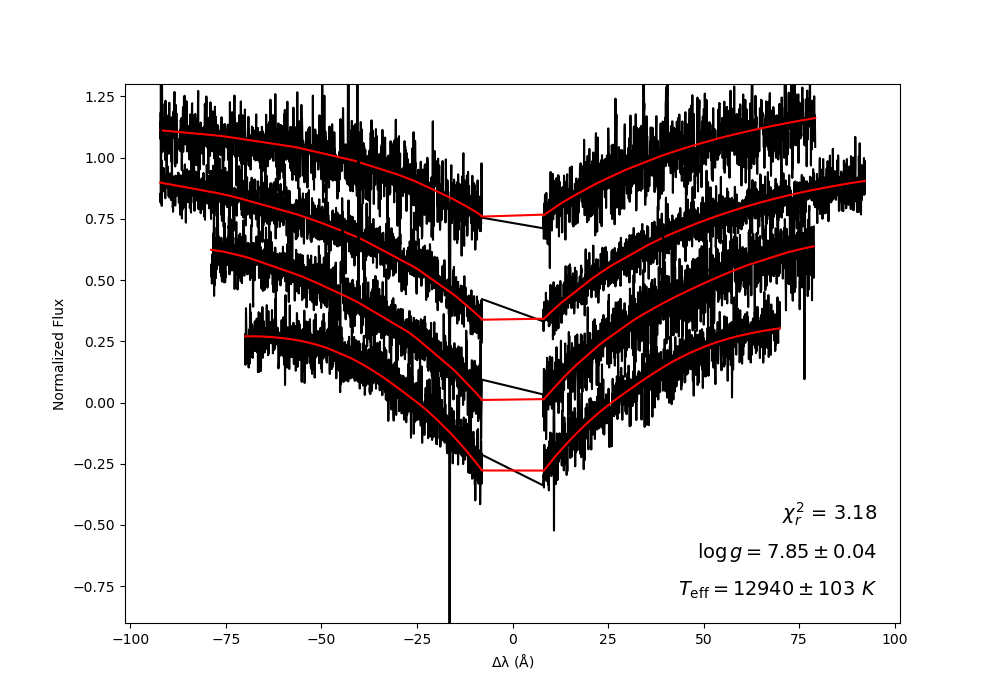 1.25
1.00
0.75
0.50
0.25
0.00
−0.25
−0.50
−0.75
Normalized Flux
χ²ᵣ = 3.18
log g = 7.85 ± 0.04
T_eff = 12940 ± 103 K
−100 −75 −50 −25 0 25 50 75 100
Δλ (Å)